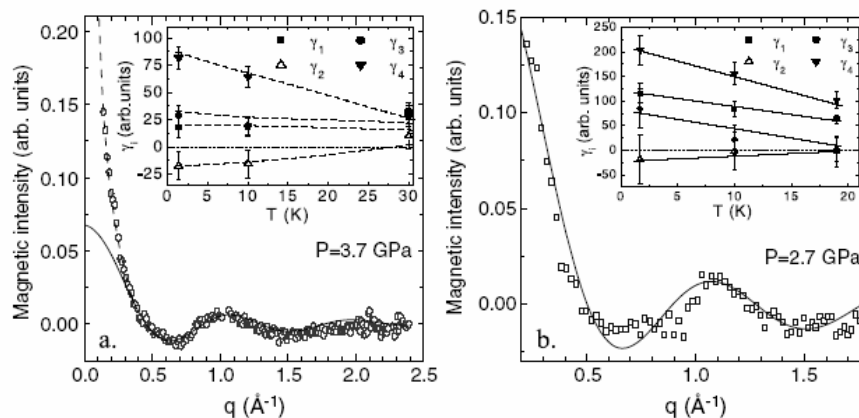 0.20
0.15
0.10
0.05
0.00
Magnetic intensity (arb. units)
100
75
50
25
0
-25
γi (arb.units)
γ1 γ3
γ2 γ4
0 5 10 15 20 25 30
T (K)
P=3.7 GPa
a.
0.0 0.5 1.0 1.5 2.0 2.5
q (Å-1)
0.15
0.10
0.05
0.00
Magnetic intensity (arb. units)
250
200
150
100
50
0
-50
γi (arb. units)
γ1 γ3
γ2 γ4
0 5 10 15 20
T (K)
P=2.7 GPa
b.
0.5 1.0 1.5
q (Å-1)